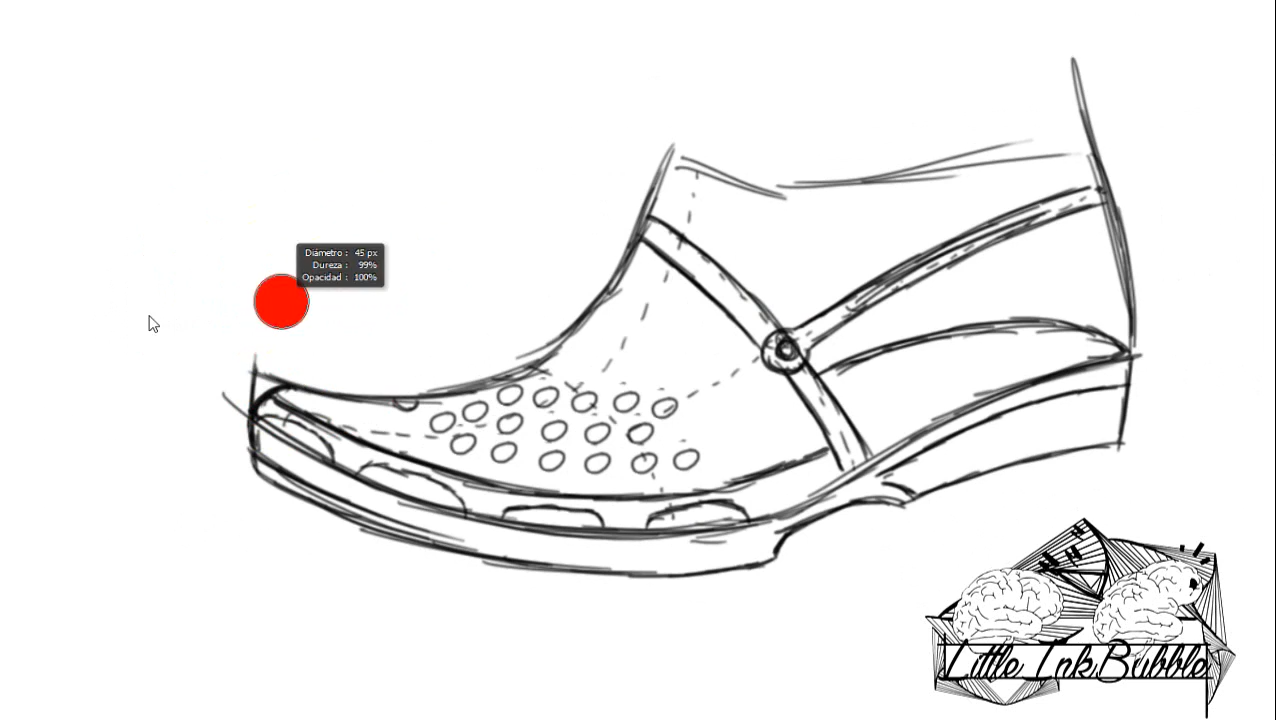 Diámetro : 45 px
Dureza : 99%
Opacidad : 100%
Little InkBubble